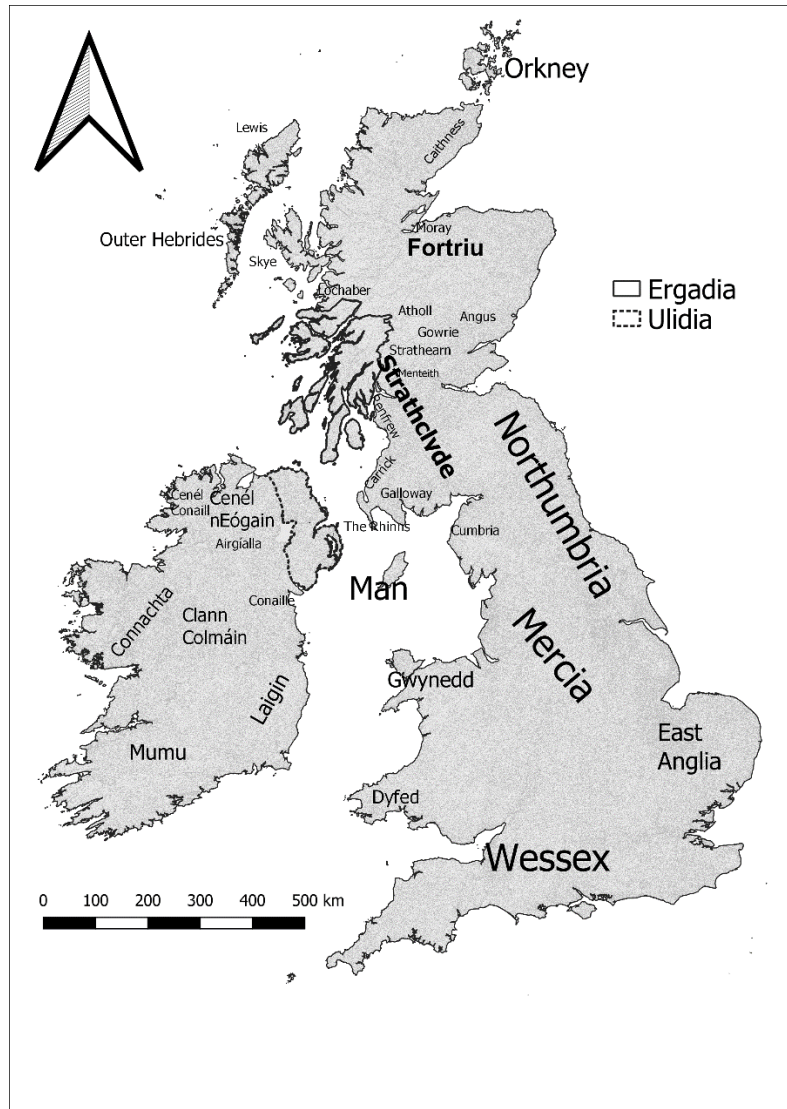 Orkney
Lewis
Caithness
Outer Hebrides
Skye
Moray
Fortriu
Lochaber
Ergadia
Ulidia
Atholl
Angus
Gowrie
Strathearn
Menteith
Strathclyde
Renfrew
Carrick
Galloway
The Rhinns
Northumbria
Cumbria
Cenél
Conaill
Cenél
nEógain
Airgíalla
Conaille
Man
Connachta
Clann
Colmáin
Laigin
Mumu
Gwynedd
Mercia
East
Anglia
Dyfed
Wessex
0 100 200 300 400 500 km